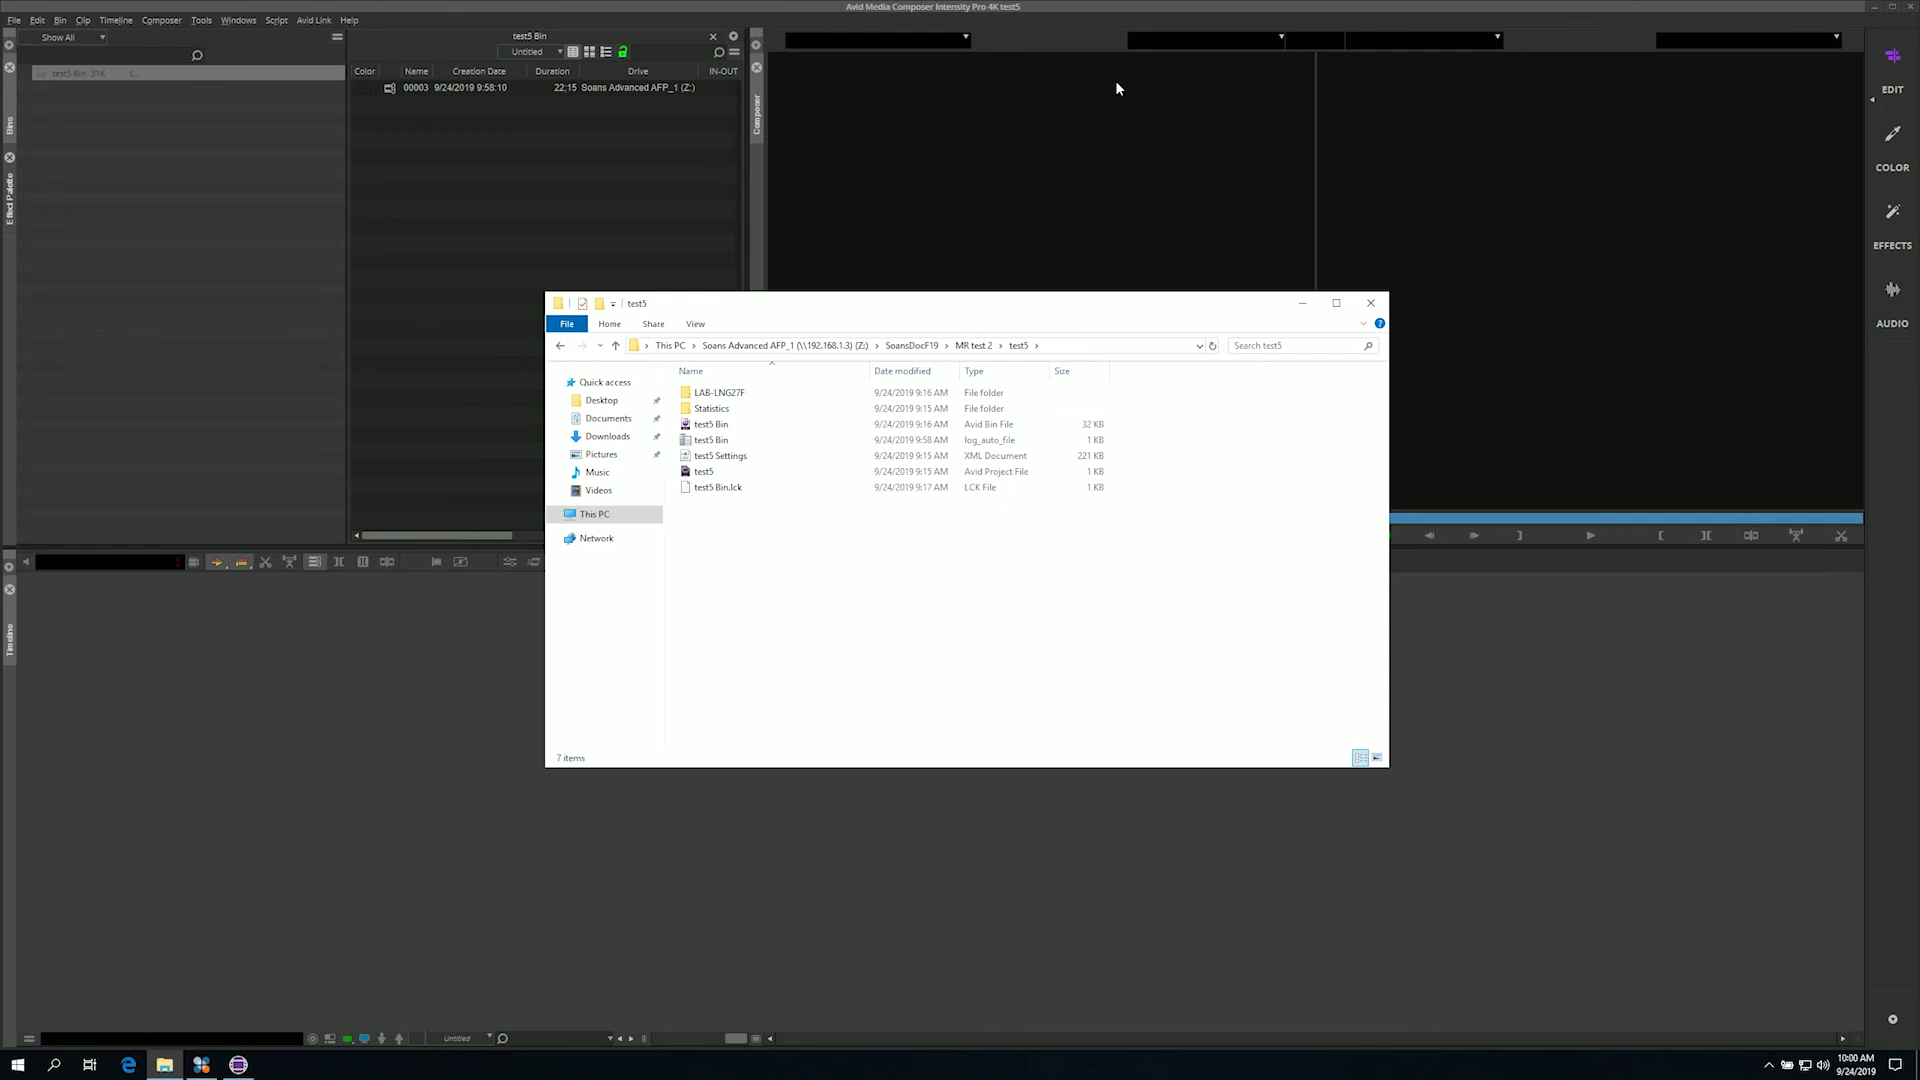 Avid Media Composer Intensity Pro 4K test5
File Edit Bin Clip Timeline Composer Tools Windows Script Avid Link Help
Show All
test5 Bin
Untitled
Color Name Creation Date Duration Drive IN-OUT
test5 Bin 31K L...
00003 9/24/2019 9:58:10 22;15 Soans Advanced AFP_1 (Z:)
Bins
Effect Palette
Composer
Timeline
EDIT
COLOR
EFFECTS
AUDIO
test5
File Home Share View
This PC Soans Advanced AFP_1 (\\192.168.1.3) (Z:) SoansDocF19 MR test 2 test5
Search test5
Quick access
Desktop
Documents
Downloads
Pictures
Music
Videos
This PC
Network
Name Date modified Type Size
LAB-LNG27F 9/24/2019 9:16 AM File folder
Statistics 9/24/2019 9:15 AM File folder
test5 Bin 9/24/2019 9:16 AM Avid Bin File 32 KB
test5 Bin 9/24/2019 9:58 AM log_auto_file 1 KB
test5 Settings 9/24/2019 9:15 AM XML Document 221 KB
test5 9/24/2019 9:15 AM Avid Project File 1 KB
test5 Bin.lck 9/24/2019 9:17 AM LCK File 1 KB
7 items
Untitled
10:00 AM
9/24/2019